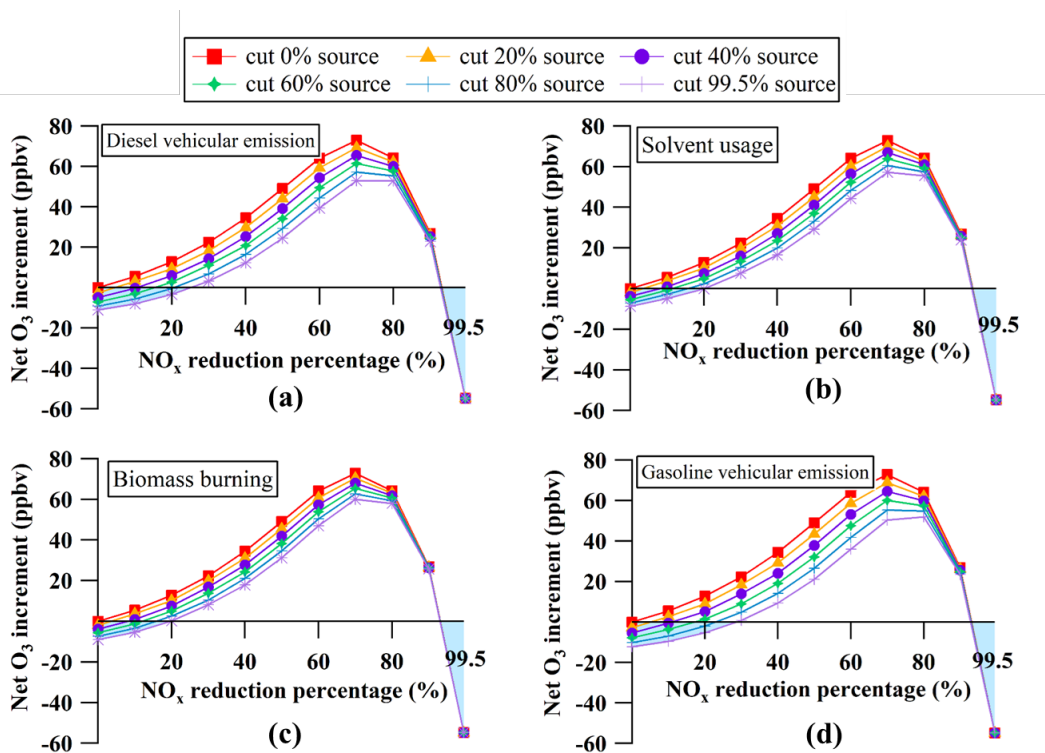 cut 0% source cut 20% source cut 40% source
cut 60% source cut 80% source cut 99.5% source
80
60
40
20
-20
-40
-60
Net O3 increment (ppbv)
Diesel vehicular emission
20 40 60 80 99.5
NOx reduction percentage (%)
(a)
80
60
40
20
-20
-40
-60
Net O3 increment (ppbv)
Solvent usage
20 40 60 80 99.5
NOx reduction percentage (%)
(b)
80
60
40
20
-20
-40
-60
Net O3 increment (ppbv)
Biomass burning
20 40 60 80 99.5
NOx reduction percentage (%)
(c)
80
60
40
20
-20
-40
-60
Net O3 increment (ppbv)
Gasoline vehicular emission
20 40 60 80 99.5
NOx reduction percentage (%)
(d)